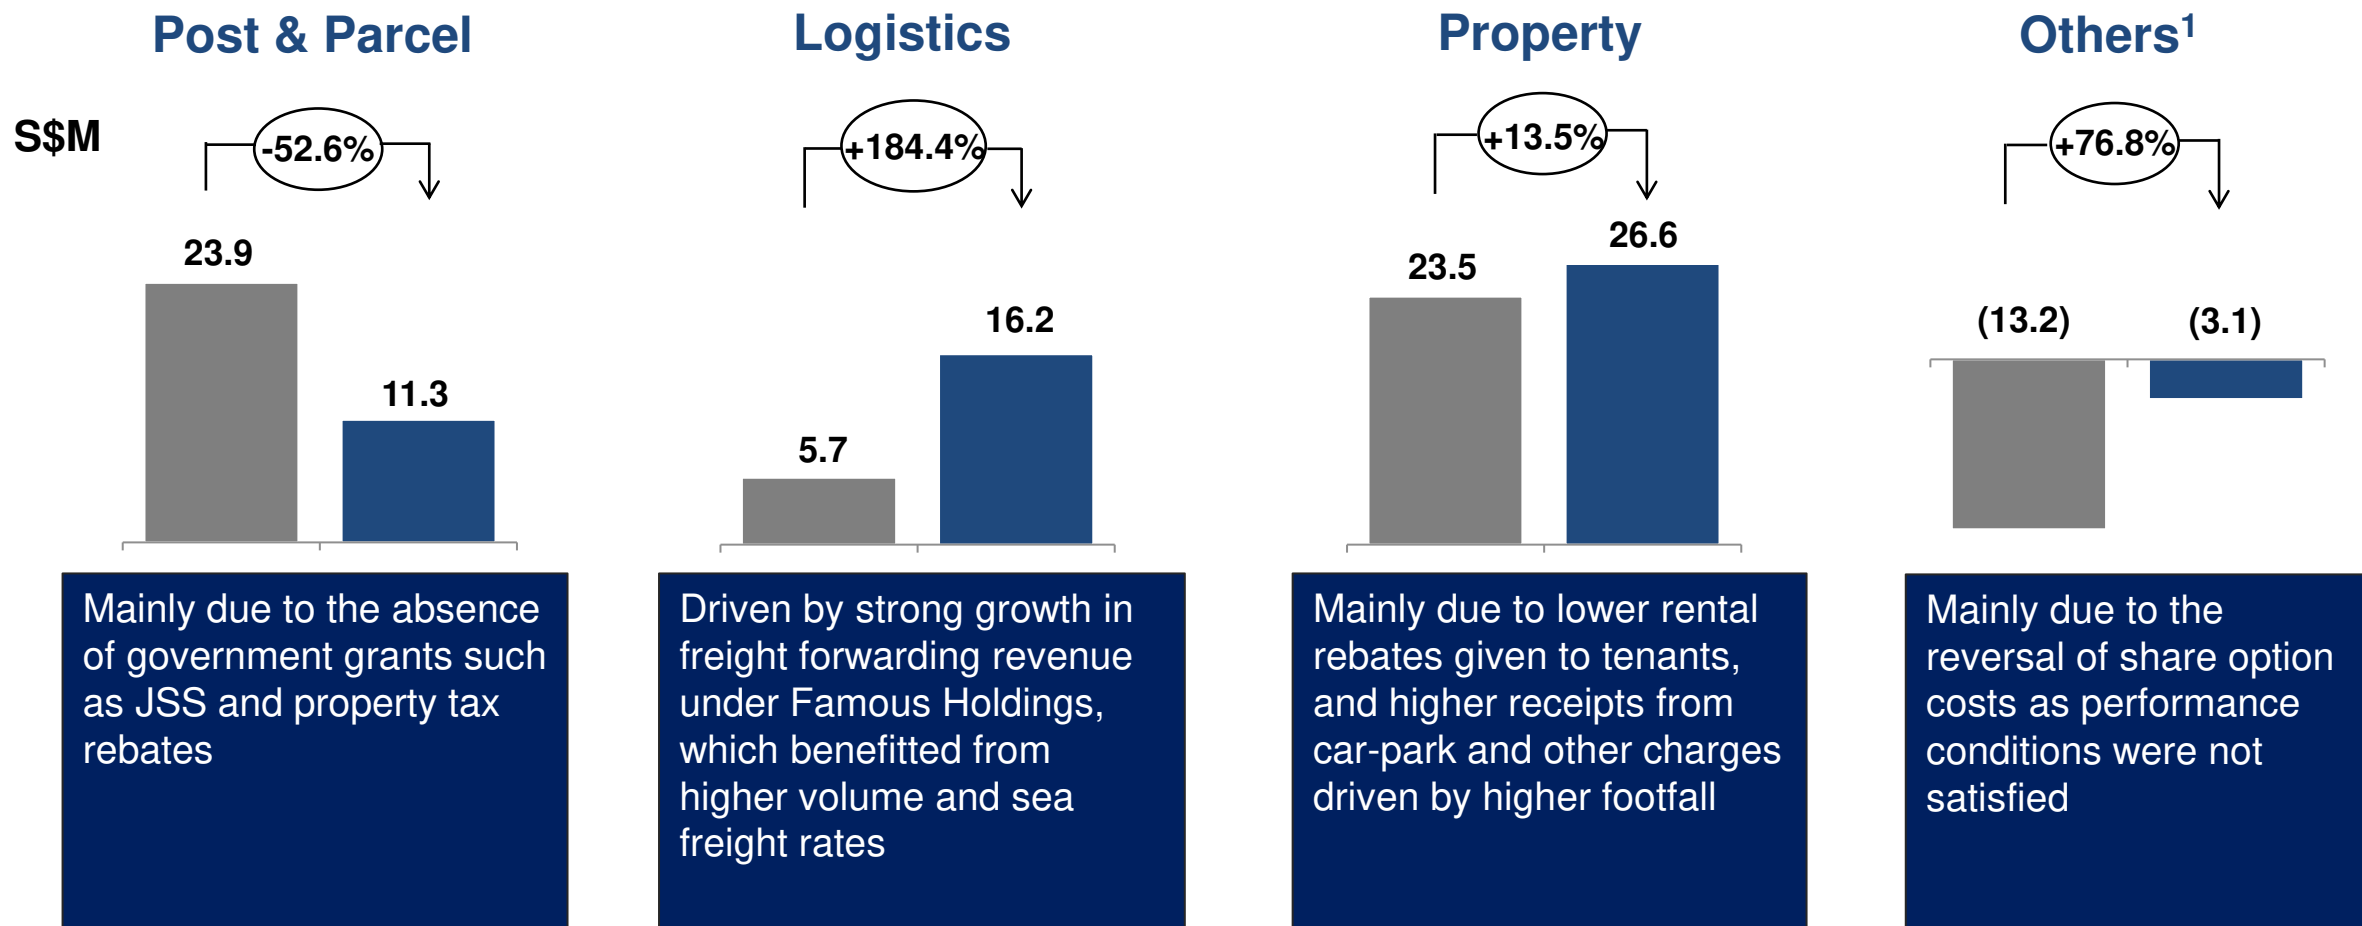 Post & Parcel
Logistics
Property
Others¹
S$M
-52.6%
+184.4%
+13.5%
+76.8%
23.9
11.3
5.7
16.2
23.5
26.6
(13.2)
(3.1)
Mainly due to the absence
of government grants such
as JSS and property tax
rebates
Driven by strong growth in
freight forwarding revenue
under Famous Holdings,
which benefitted from
higher volume and sea
freight rates
Mainly due to lower rental
rebates given to tenants,
and higher receipts from
car-park and other charges
driven by higher footfall
Mainly due to the
reversal of share option
costs as performance
conditions were not
satisfied